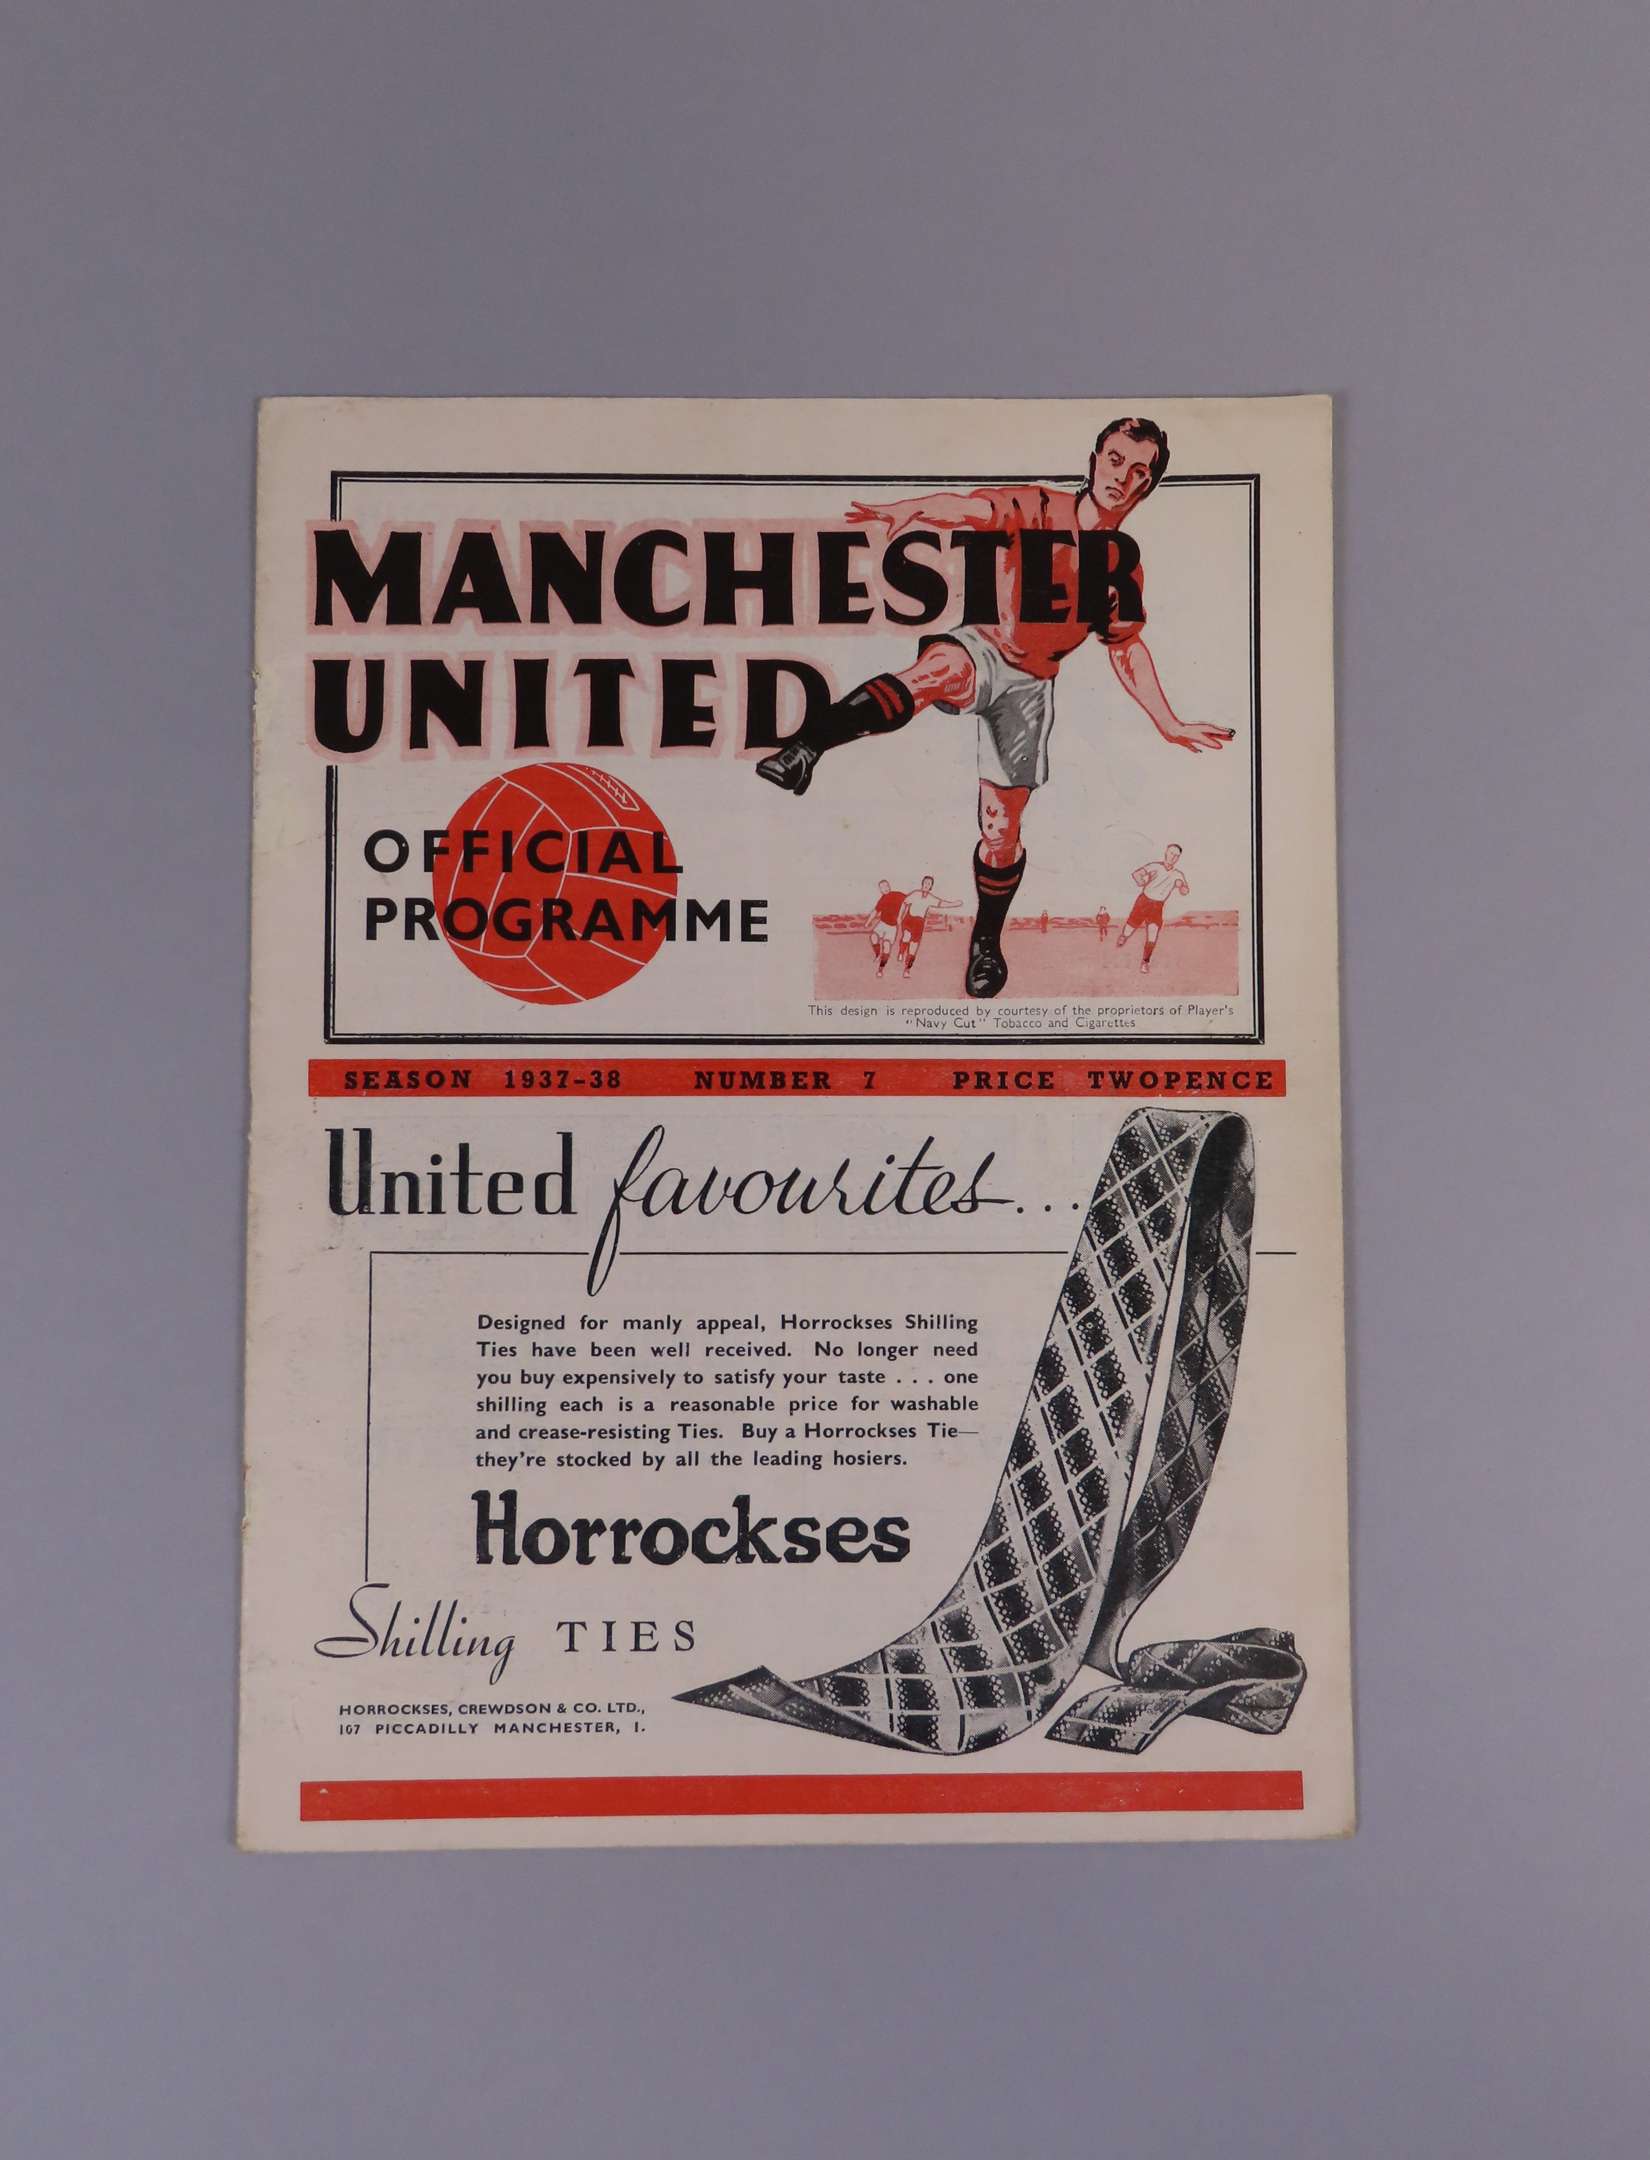 MANCHESTER
UNITED
OFFICIAL
PROGRAMME
This design is reproduced by courtesy of the proprietors of Player's
"Navy Cut" Tobacco and Cigarettes
SEASON 1937-38 NUMBER 7 PRICE TWOPENCE
United favourites...
Designed for manly appeal, Horrockses Shilling
Ties have been well received. No longer need
you buy expensively to satisfy your taste . . . one
shilling each is a reasonable price for washable
and crease-resisting Ties. Buy a Horrockses Tie—
they're stocked by all the leading hosiers.
Horrockses
Shilling TIES
HORROCKSES, CREWDSON & CO. LTD.,
107 PICCADILLY MANCHESTER, 1.